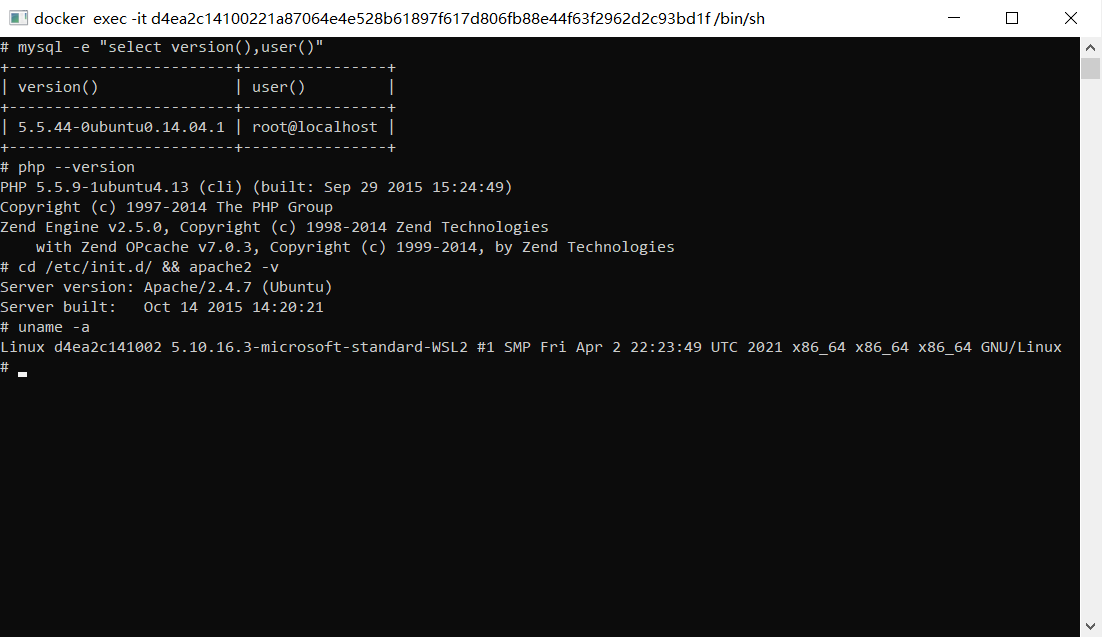 docker exec -it d4ea2c14100221a87064e4e528b61897f617d806fb88e44f63f2962d2c93bd1f /bin/sh
# mysql -e "select version(),user()"
+-------------------------+----------------+
| version()               | user()         |
+-------------------------+----------------+
| 5.5.44-0ubuntu0.14.04.1 | root@localhost |
+-------------------------+----------------+
# php --version
PHP 5.5.9-1ubuntu4.13 (cli) (built: Sep 29 2015 15:24:49)
Copyright (c) 1997-2014 The PHP Group
Zend Engine v2.5.0, Copyright (c) 1998-2014 Zend Technologies
    with Zend OPcache v7.0.3, Copyright (c) 1999-2014, by Zend Technologies
# cd /etc/init.d/ && apache2 -v
Server version: Apache/2.4.7 (Ubuntu)
Server built:   Oct 14 2015 14:20:21
# uname -a
Linux d4ea2c141002 5.10.16.3-microsoft-standard-WSL2 #1 SMP Fri Apr 2 22:23:49 UTC 2021 x86_64 x86_64 x86_64 GNU/Linux
#